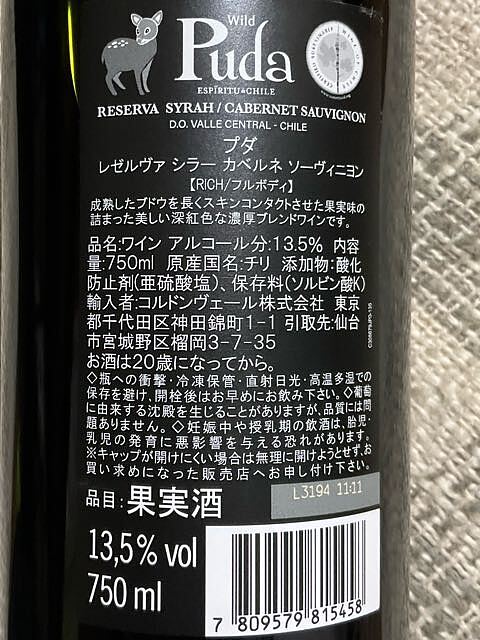 Wild
Puda
ESPÍRITU DE CHILE
RESERVA SYRAH / CABERNET SAUVIGNON
D.O. VALLE CENTRAL - CHILE
プダ
レゼルヴァ シラー カベルネ ソーヴィニヨン
【RICH/フルボディ】
成熟したブドウを長くスキンコンタクトさせた果実味の
詰まった美しい深紅色な濃厚ブレンドワインです。
品名:ワイン アルコール分:13.5% 内容
量:750ml 原産国名:チリ 添加物:酸化
防止剤(亜硫酸塩)、保存料(ソルビン酸K)
輸入者:コルドンヴェール株式会社 東京
都千代田区神田錦町1-1 引取先:仙台
市宮城野区榴岡3-7-35
お酒は20歳になってから。
◇瓶への衝撃・冷凍保管・直射日光・高温多湿での
保存を避け、開栓後はお早めにお飲み下さい。◇葡萄
に由来する沈殿を生じることがありますが、品質には問
題ありません。◇妊娠中や授乳期の飲酒は、胎児・
乳児の発育に悪影響を与える恐れがあります。
※キャップが開けにくい場合は無理に開けようとせず、お
買い求めになった販売店へお申し付け下さい。
L3194 11:11
品目:果実酒
13,5% vol
750 ml
7 809579 815458